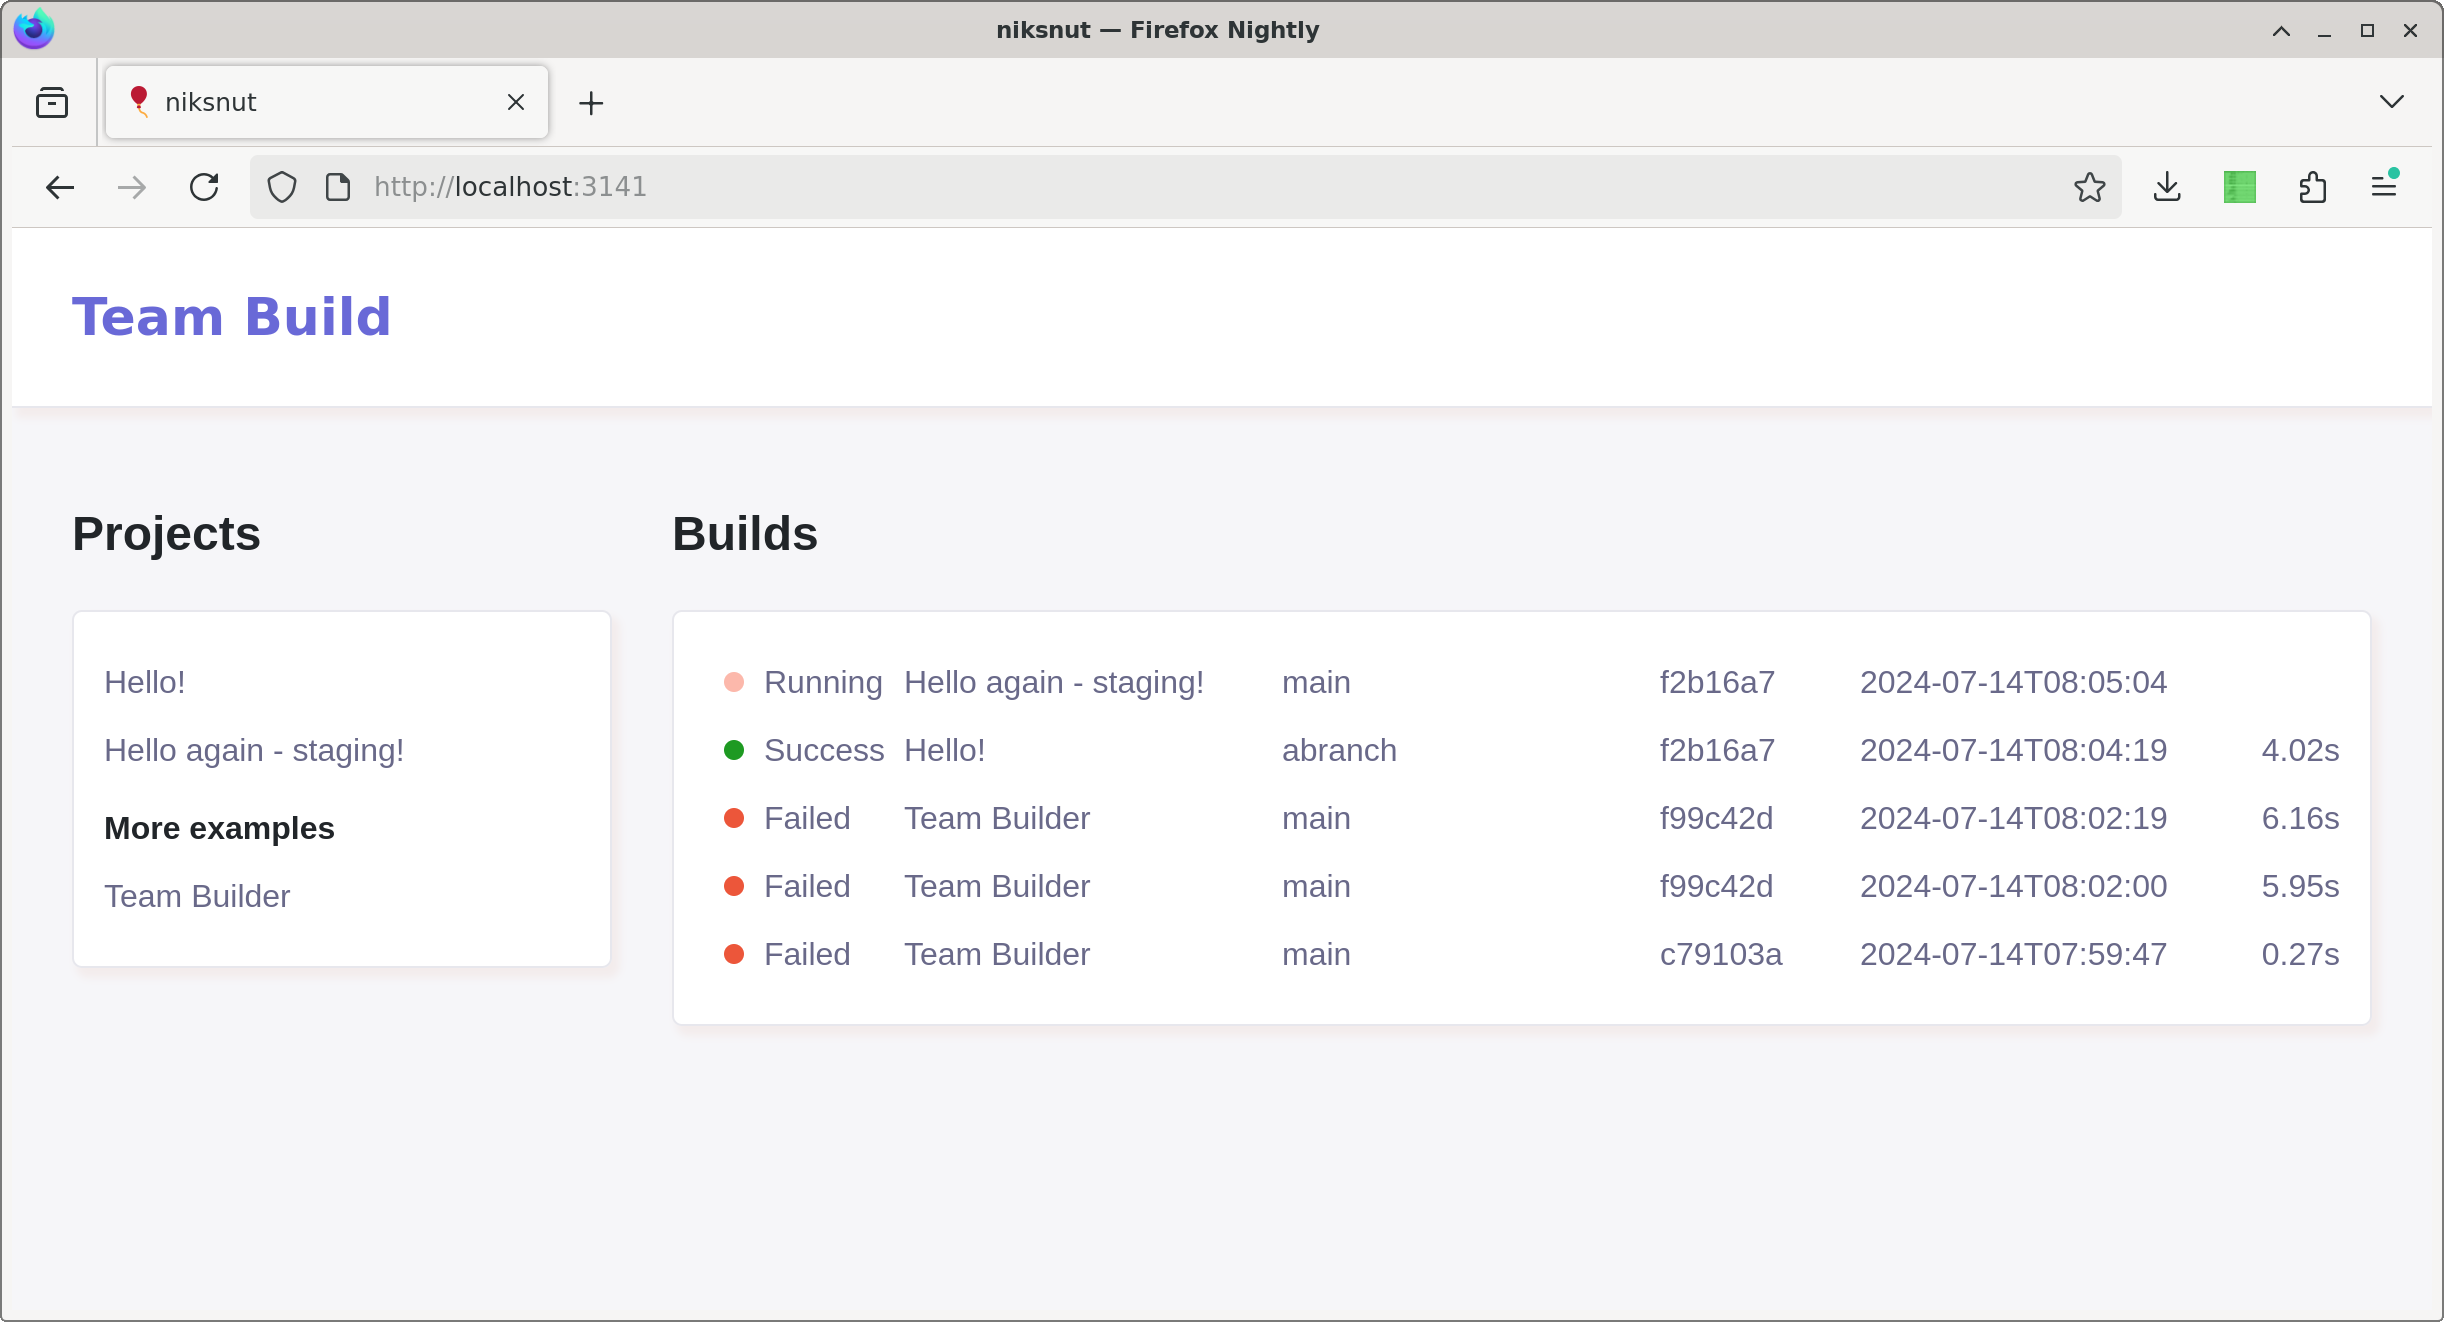 niksnut — Firefox Nightly
niksnut
http://localhost:3141
Team Build
Projects
Hello!
Hello again - staging!
More examples
Team Builder
Builds
Running Hello again - staging! main f2b16a7 2024-07-14T08:05:04
Success Hello! abranch f2b16a7 2024-07-14T08:04:19 4.02s
Failed Team Builder main f99c42d 2024-07-14T08:02:19 6.16s
Failed Team Builder main f99c42d 2024-07-14T08:02:00 5.95s
Failed Team Builder main c79103a 2024-07-14T07:59:47 0.27s